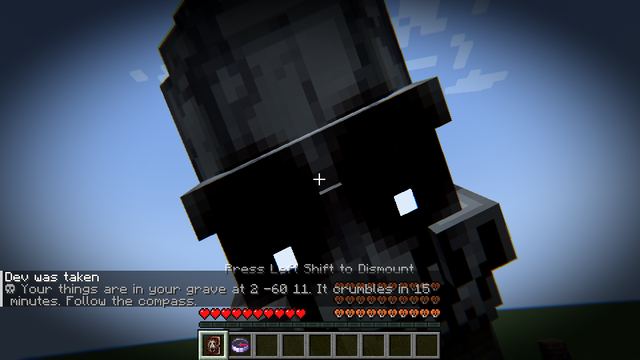 Press Left Shift to Dismount
Dev was taken
☠ Your things are in your grave at 2 -60 11. It crumbles in 15
minutes. Follow the compass.